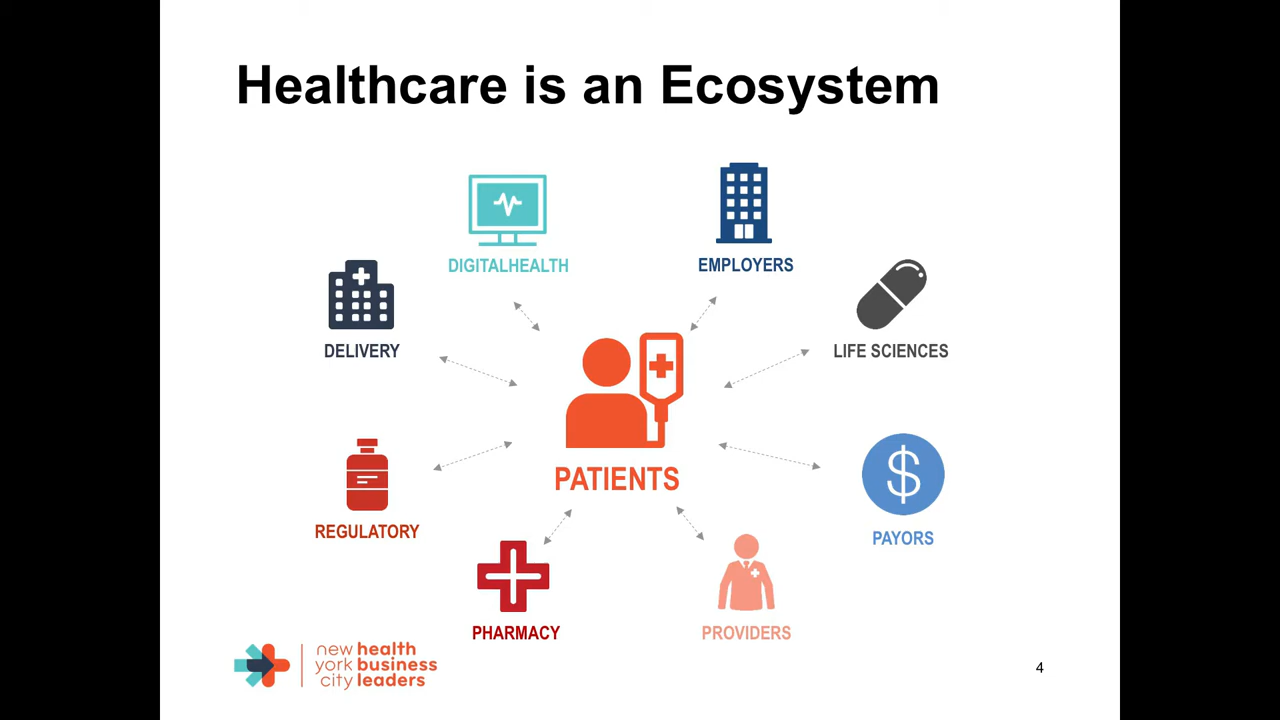 Healthcare is an Ecosystem
DIGITALHEALTH
EMPLOYERS
DELIVERY
LIFE SCIENCES
PATIENTS
$
REGULATORY
PAYORS
PHARMACY
PROVIDERS
new health
york business
city leaders
4